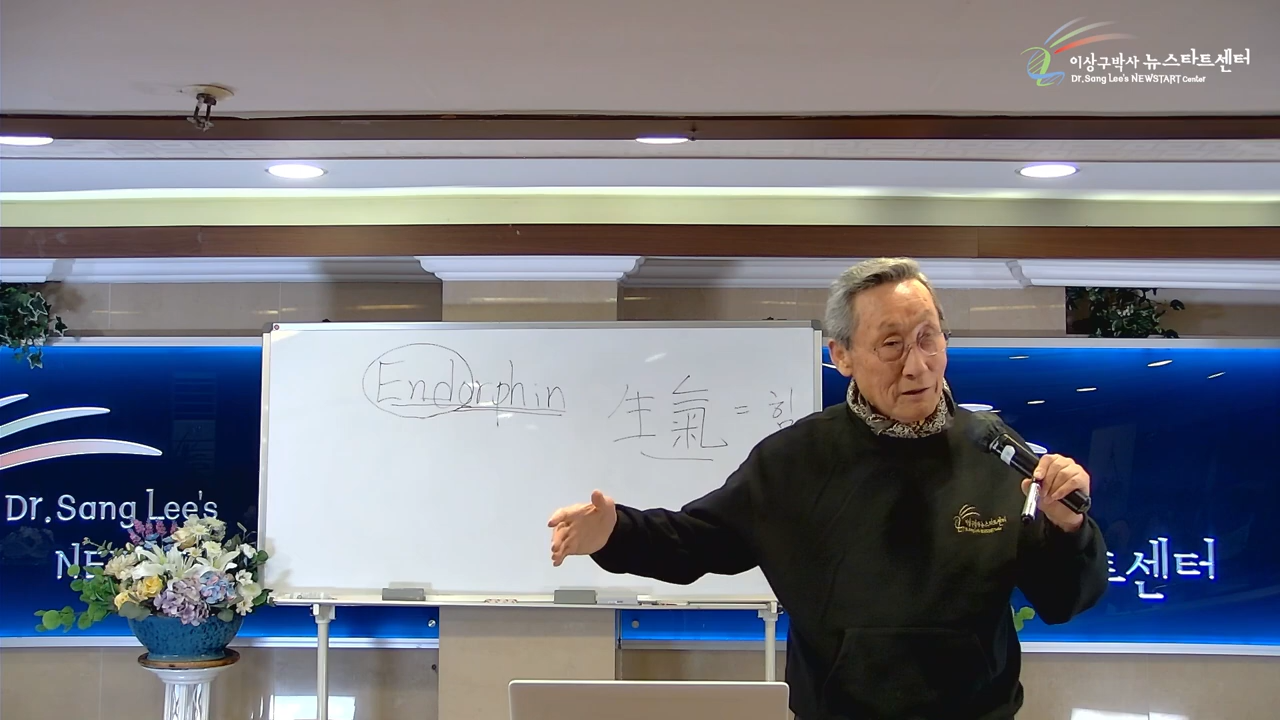 이상구박사 뉴스타트센터
Dr.Sang Lee's NEWSTART Center
Endorphin
生氣 = 힘
Dr.Sang Lee's
NE
트센터